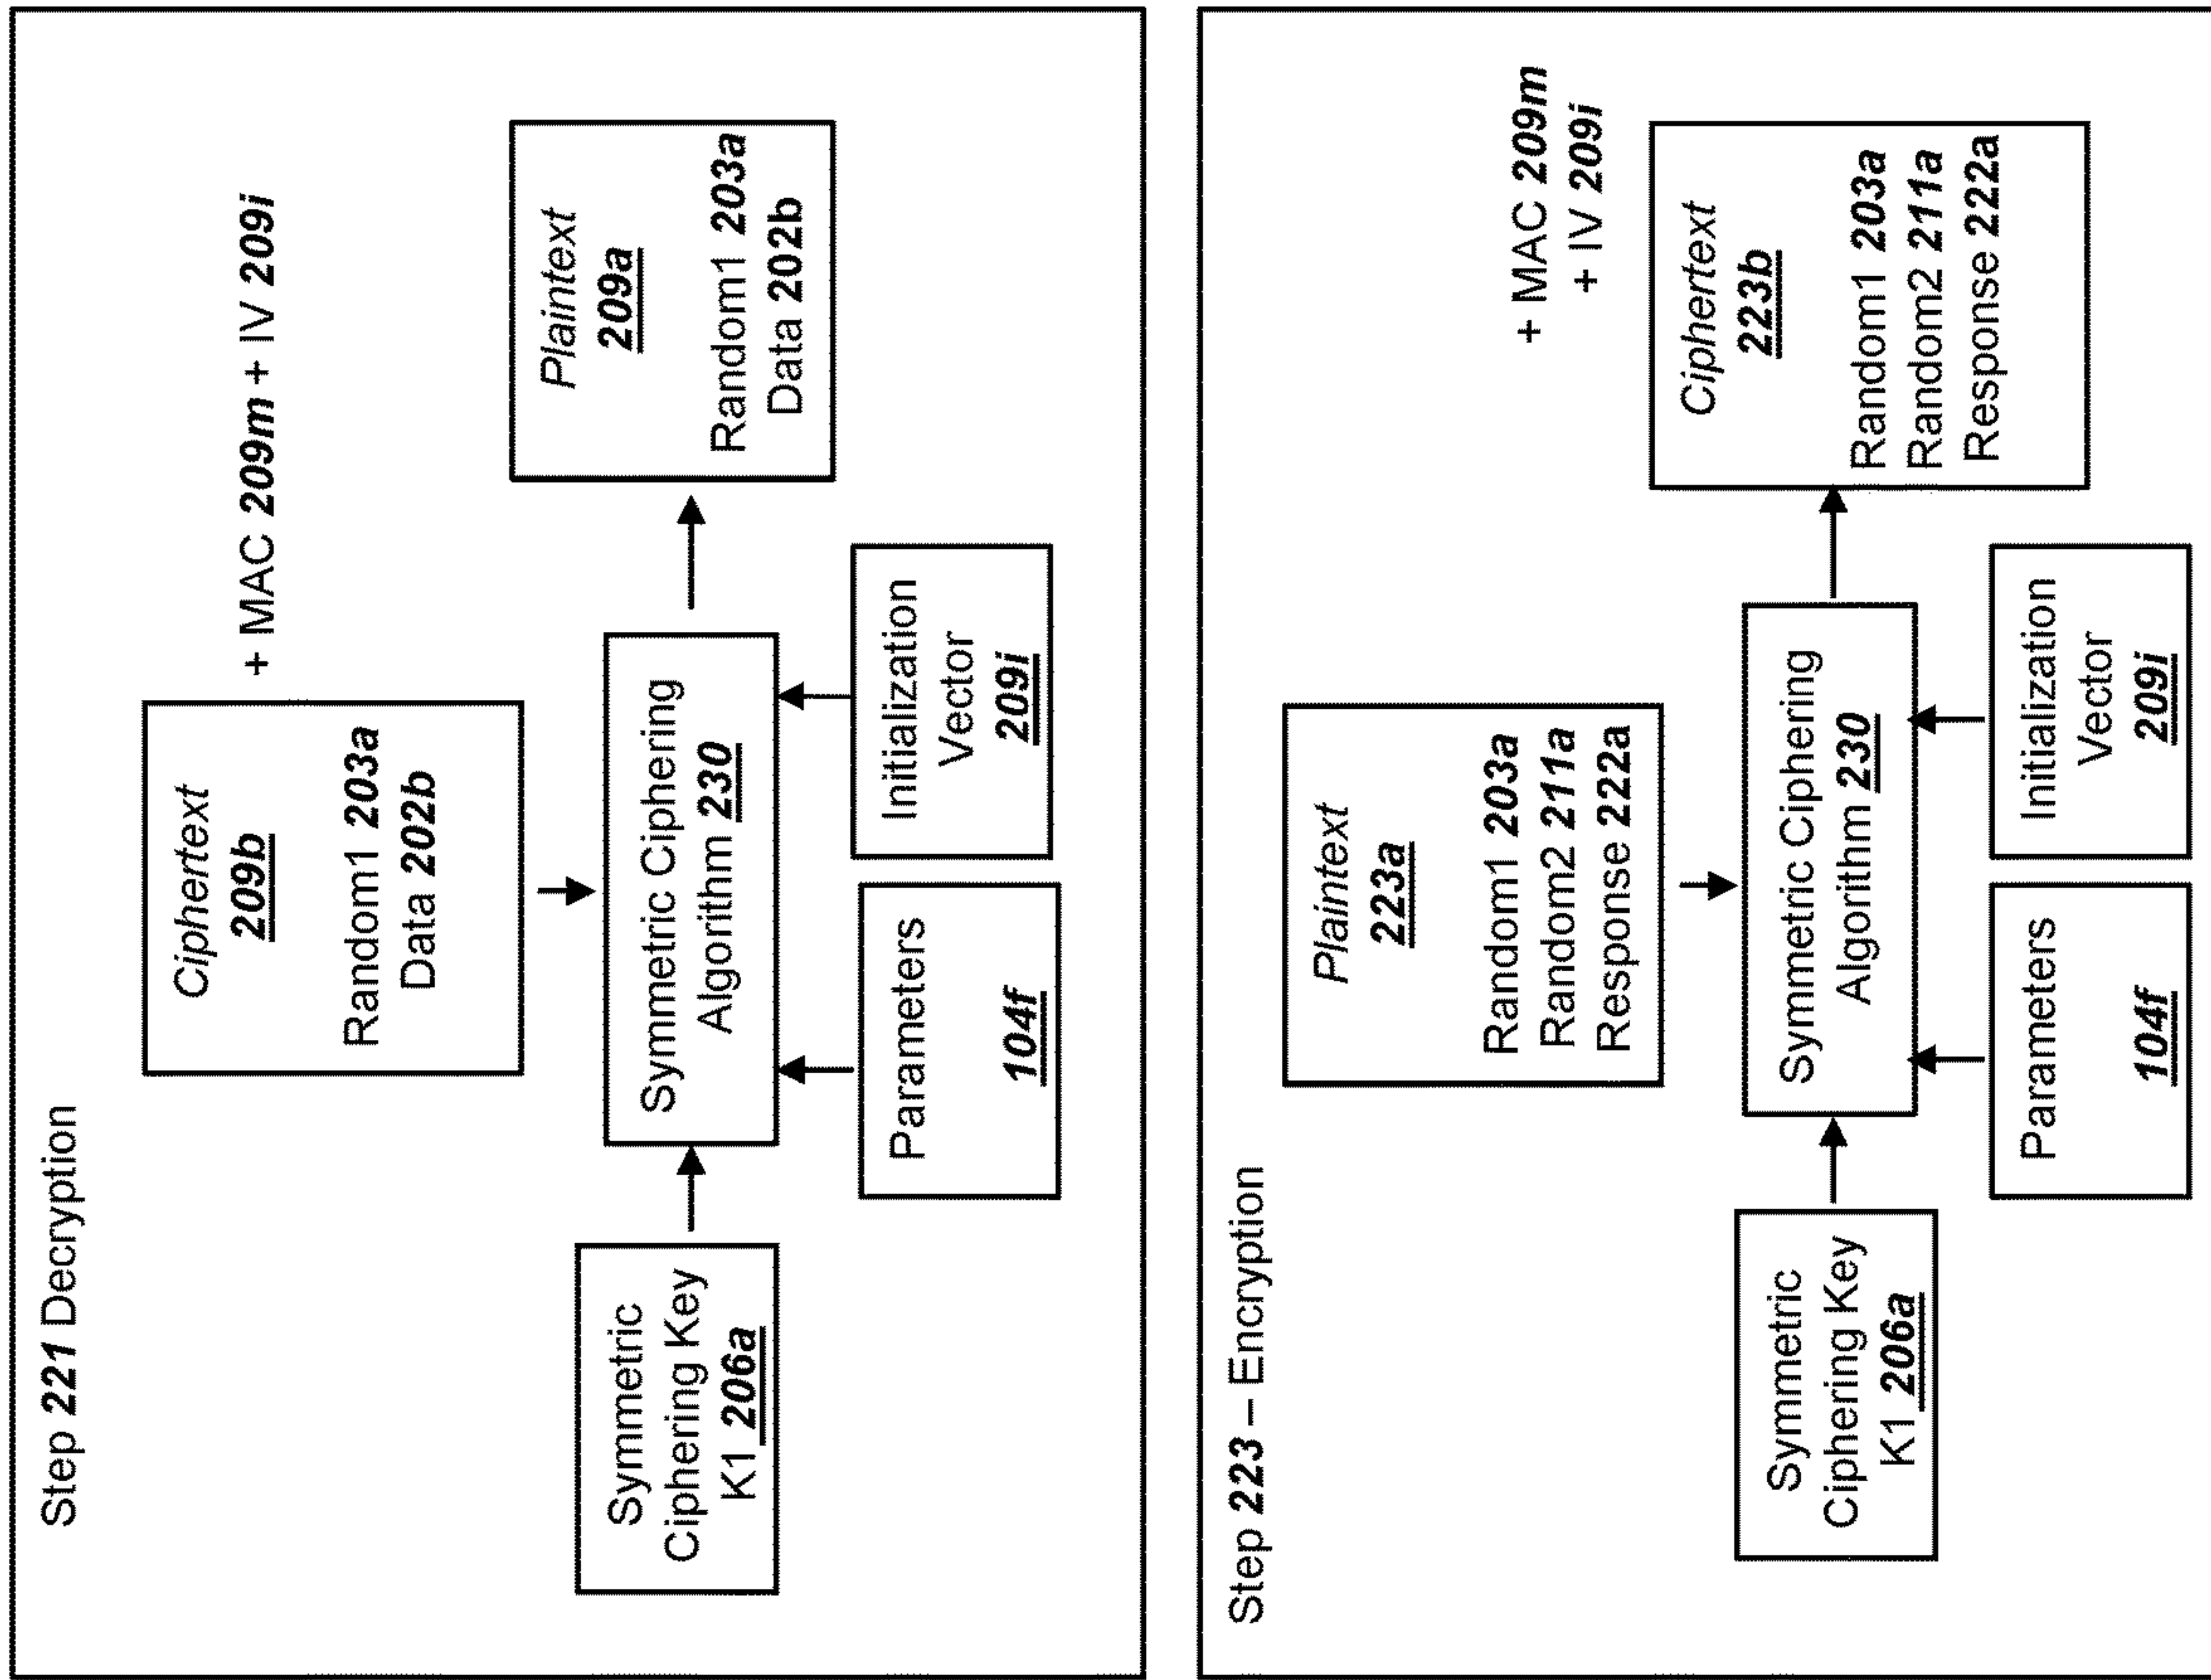 Step 221 Decryption
Ciphertext
209b
Random1 203a
Data 202b
+ MAC 209m + IV 209i
Symmetric
Ciphering Key
K1 206a
Symmetric Ciphering
Algorithm 230
Plaintext
209a
Random1 203a
Data 202b
Parameters
104f
Initialization
Vector
209i
Step 223 – Encryption
Plaintext
223a
Random1 203a
Random2 211a
Response 222a
+ MAC 209m
+ IV 209i
Symmetric
Ciphering Key
K1 206a
Symmetric Ciphering
Algorithm 230
Ciphertext
223b
Random1 203a
Random2 211a
Response 222a
Parameters
104f
Initialization
Vector
209i